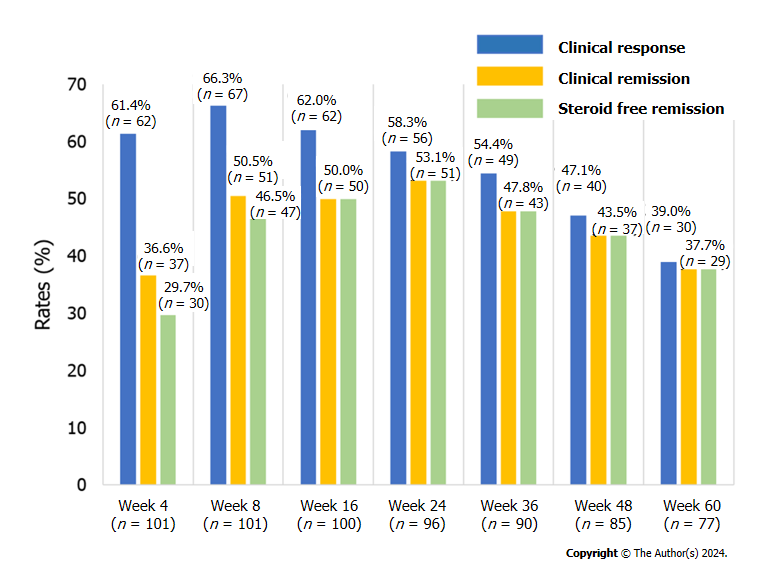 Clinical response
Clinical remission
Steroid free remission
Rates (%)
70
60
50
40
30
20
10
0
61.4%
(n = 62)
36.6%
(n = 37)
29.7%
(n = 30)
66.3%
(n = 67)
50.5%
(n = 51)
46.5%
(n = 47)
62.0%
(n = 62)
50.0%
(n = 50)
58.3%
(n = 56)
53.1%
(n = 51)
54.4%
(n = 49)
47.8%
(n = 43)
47.1%
(n = 40)
43.5%
(n = 37)
39.0%
(n = 30)
37.7%
(n = 29)
Week 4
(n = 101)
Week 8
(n = 101)
Week 16
(n = 100)
Week 24
(n = 96)
Week 36
(n = 90)
Week 48
(n = 85)
Week 60
(n = 77)
Copyright © The Author(s) 2024.